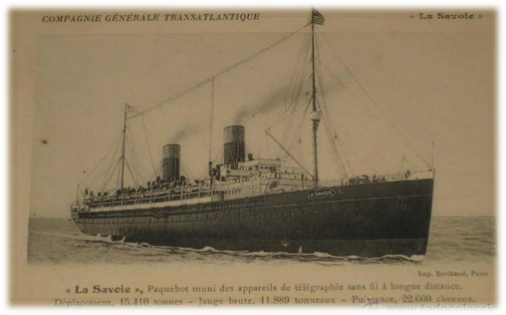 COMPAGNIE GÉNÉRALE TRANSATLANTIQUE « La Savoie »
LA SAVOIE
Imp. Berthaud, Paris
« La Savoie », Paquebot muni des appareils de télégraphie sans fil à longue distance.
Déplacement, 15.410 tonnes – Jauge brute, 11.889 tonneaux – Puissance, 22.000 chevaux.